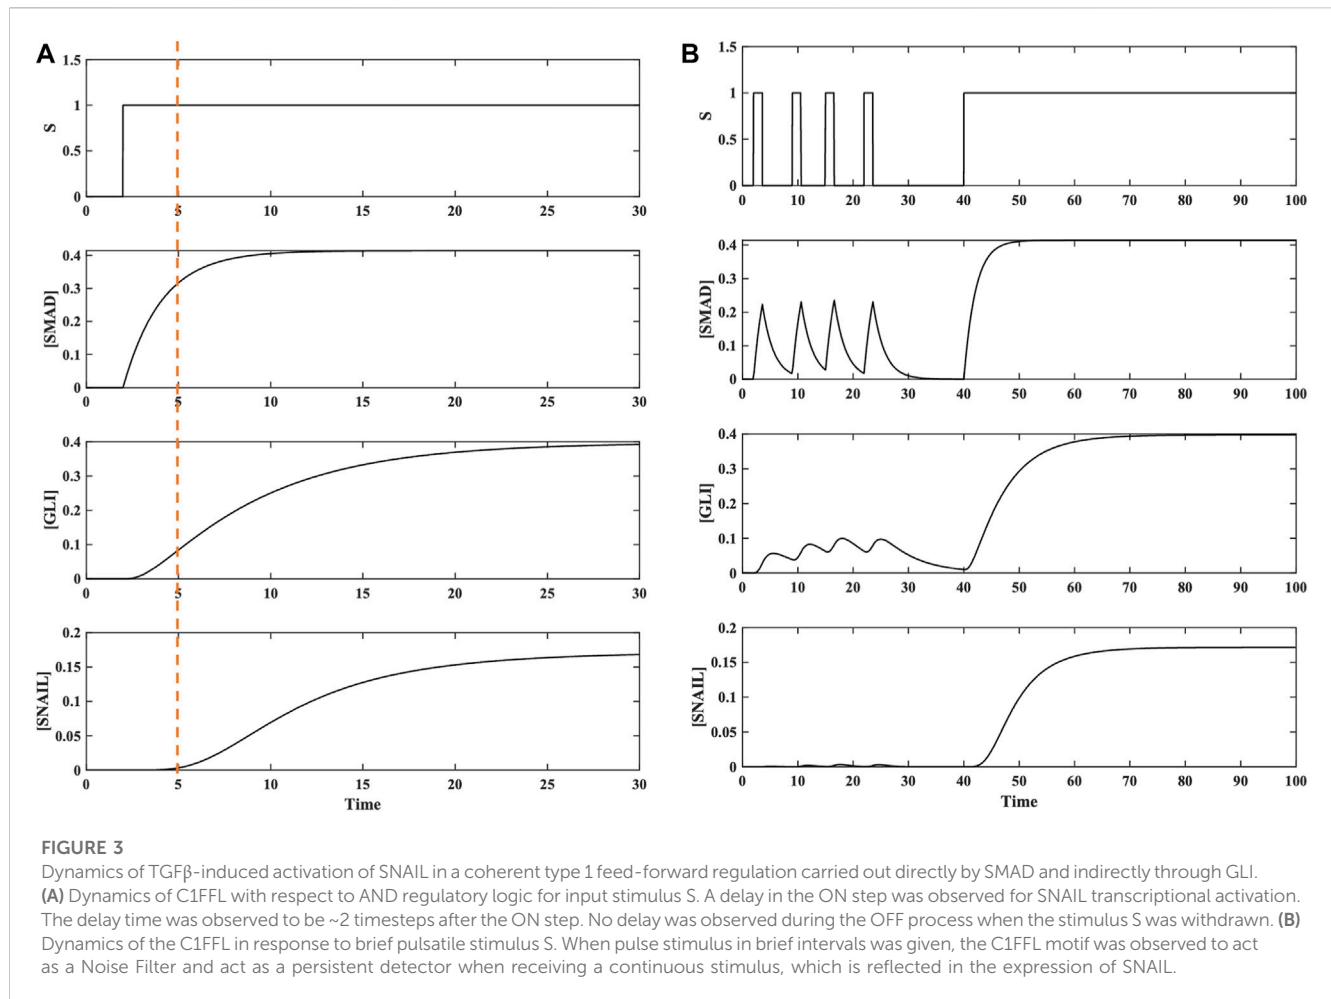 A
1.5
1
0.5
0
S
0 5 10 15 20 25 30
0.4
0.3
0.2
0.1
0
[SMAD]
0 5 10 15 20 25 30
0.4
0.3
0.2
0.1
0
[GLI]
0 5 10 15 20 25 30
0.2
0.15
0.1
0.05
0
[SNAIL]
0 5 10 15 20 25 30
Time
B
1.5
1
0.5
0
S
0 10 20 30 40 50 60 70 80 90 100
0.4
0.3
0.2
0.1
0
[SMAD]
0 10 20 30 40 50 60 70 80 90 100
0.4
0.3
0.2
0.1
0
[GLI]
0 10 20 30 40 50 60 70 80 90 100
0.2
0.15
0.1
0.05
0
[SNAIL]
0 10 20 30 40 50 60 70 80 90 100
Time
FIGURE 3
Dynamics of TGFβ-induced activation of SNAIL in a coherent type 1 feed-forward regulation carried out directly by SMAD and indirectly through GLI.
(A) Dynamics of C1FFL with respect to AND regulatory logic for input stimulus S. A delay in the ON step was observed for SNAIL transcriptional activation.
The delay time was observed to be ~2 timesteps after the ON step. No delay was observed during the OFF process when the stimulus S was withdrawn. (B)
Dynamics of the C1FFL in response to brief pulsatile stimulus S. When pulse stimulus in brief intervals was given, the C1FFL motif was observed to act
as a Noise Filter and act as a persistent detector when receiving a continuous stimulus, which is reflected in the expression of SNAIL.